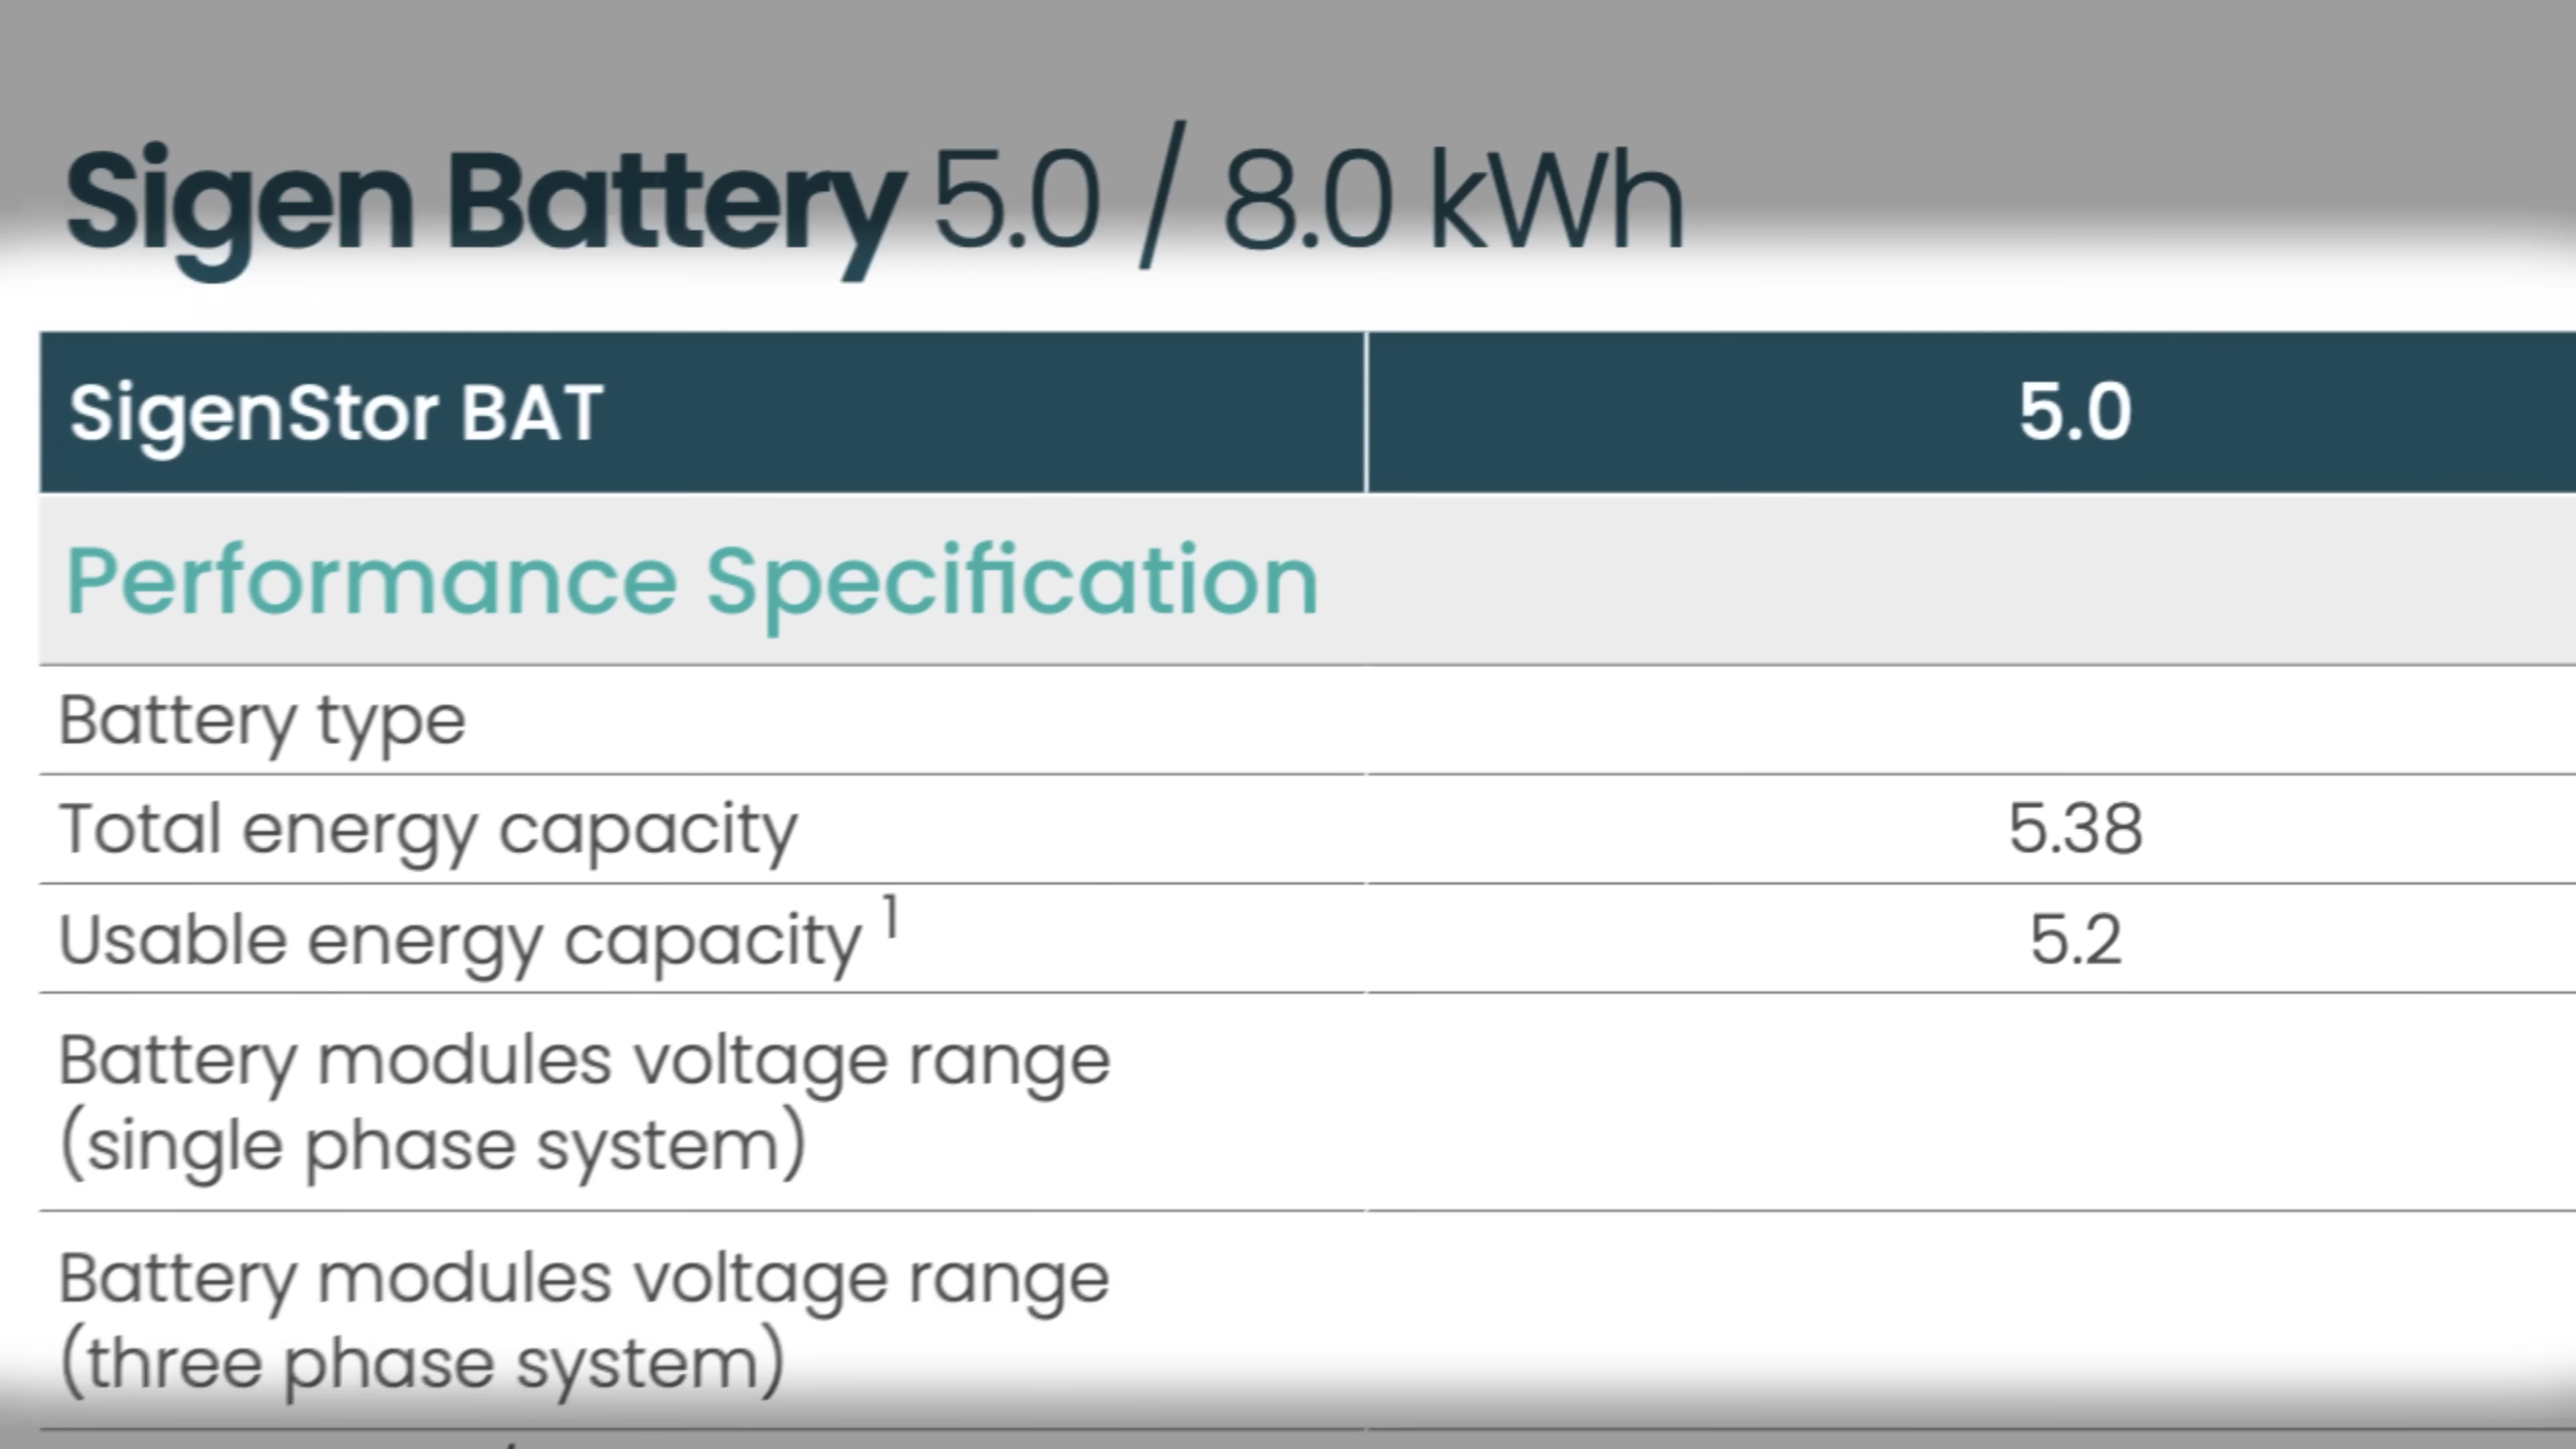 Sigen Battery 5.0 / 8.0 kWh
SigenStor BAT 5.0
Performance Specification
Battery type
Total energy capacity 5.38
Usable energy capacity 1 5.2
Battery modules voltage range
(single phase system)
Battery modules voltage range
(three phase system)